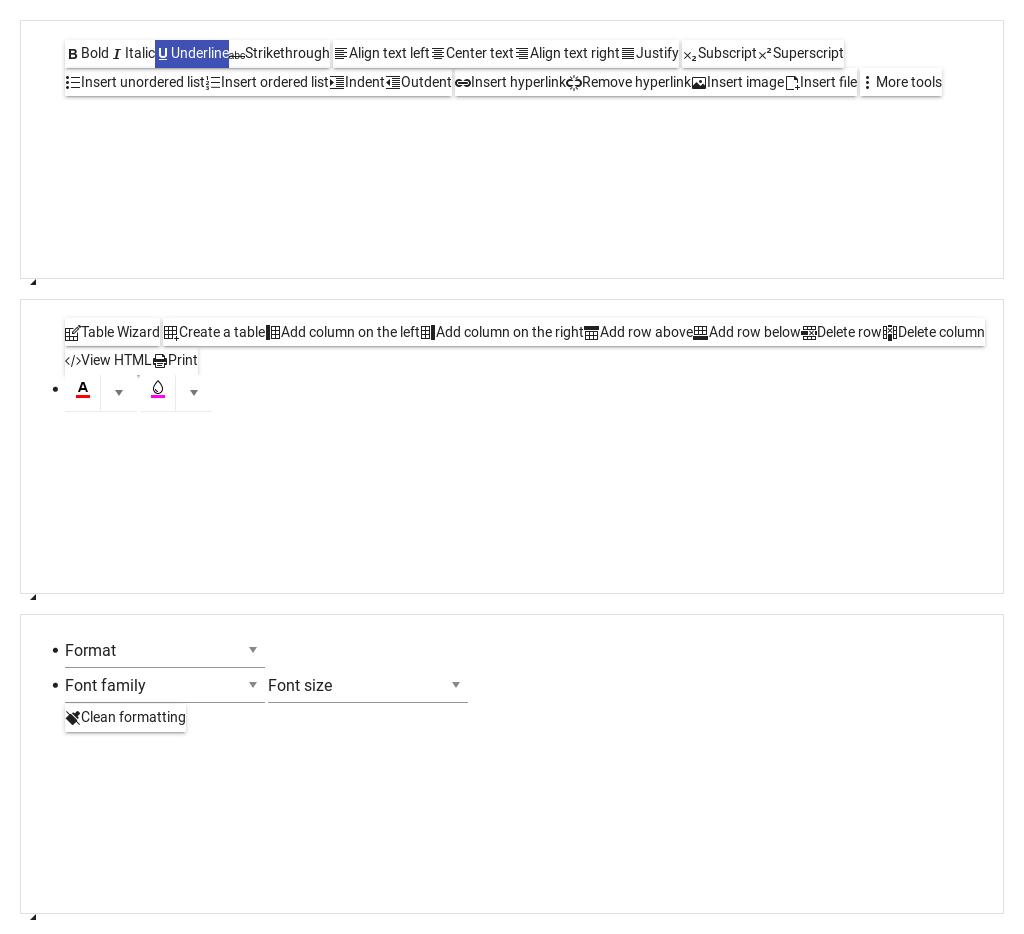 B Bold I Italic U Underline abc Strikethrough Align text left Center text Align text right Justify ×₂ Subscript ×² Superscript
Insert unordered list Insert ordered list Indent Outdent Insert hyperlink Remove hyperlink Insert image Insert file More tools
Table Wizard Create a table Add column on the left Add column on the right Add row above Add row below Delete row Delete column
</> View HTML Print
• A
• Format
• Font family Font size
Clean formatting